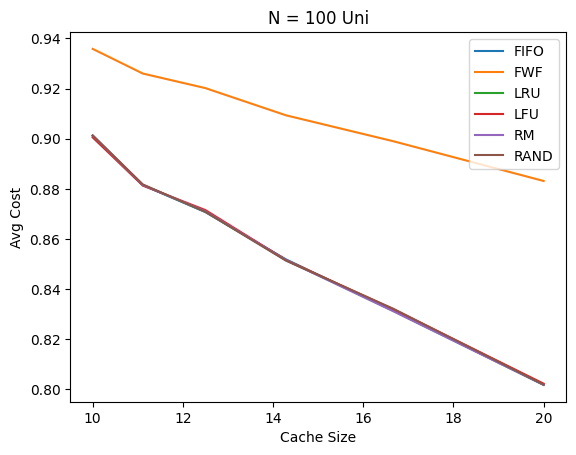 N = 100 Uni
FIFO
FWF
LRU
LFU
RM
RAND
Avg Cost
0.94
0.92
0.90
0.88
0.86
0.84
0.82
0.80
10 12 14 16 18 20
Cache Size